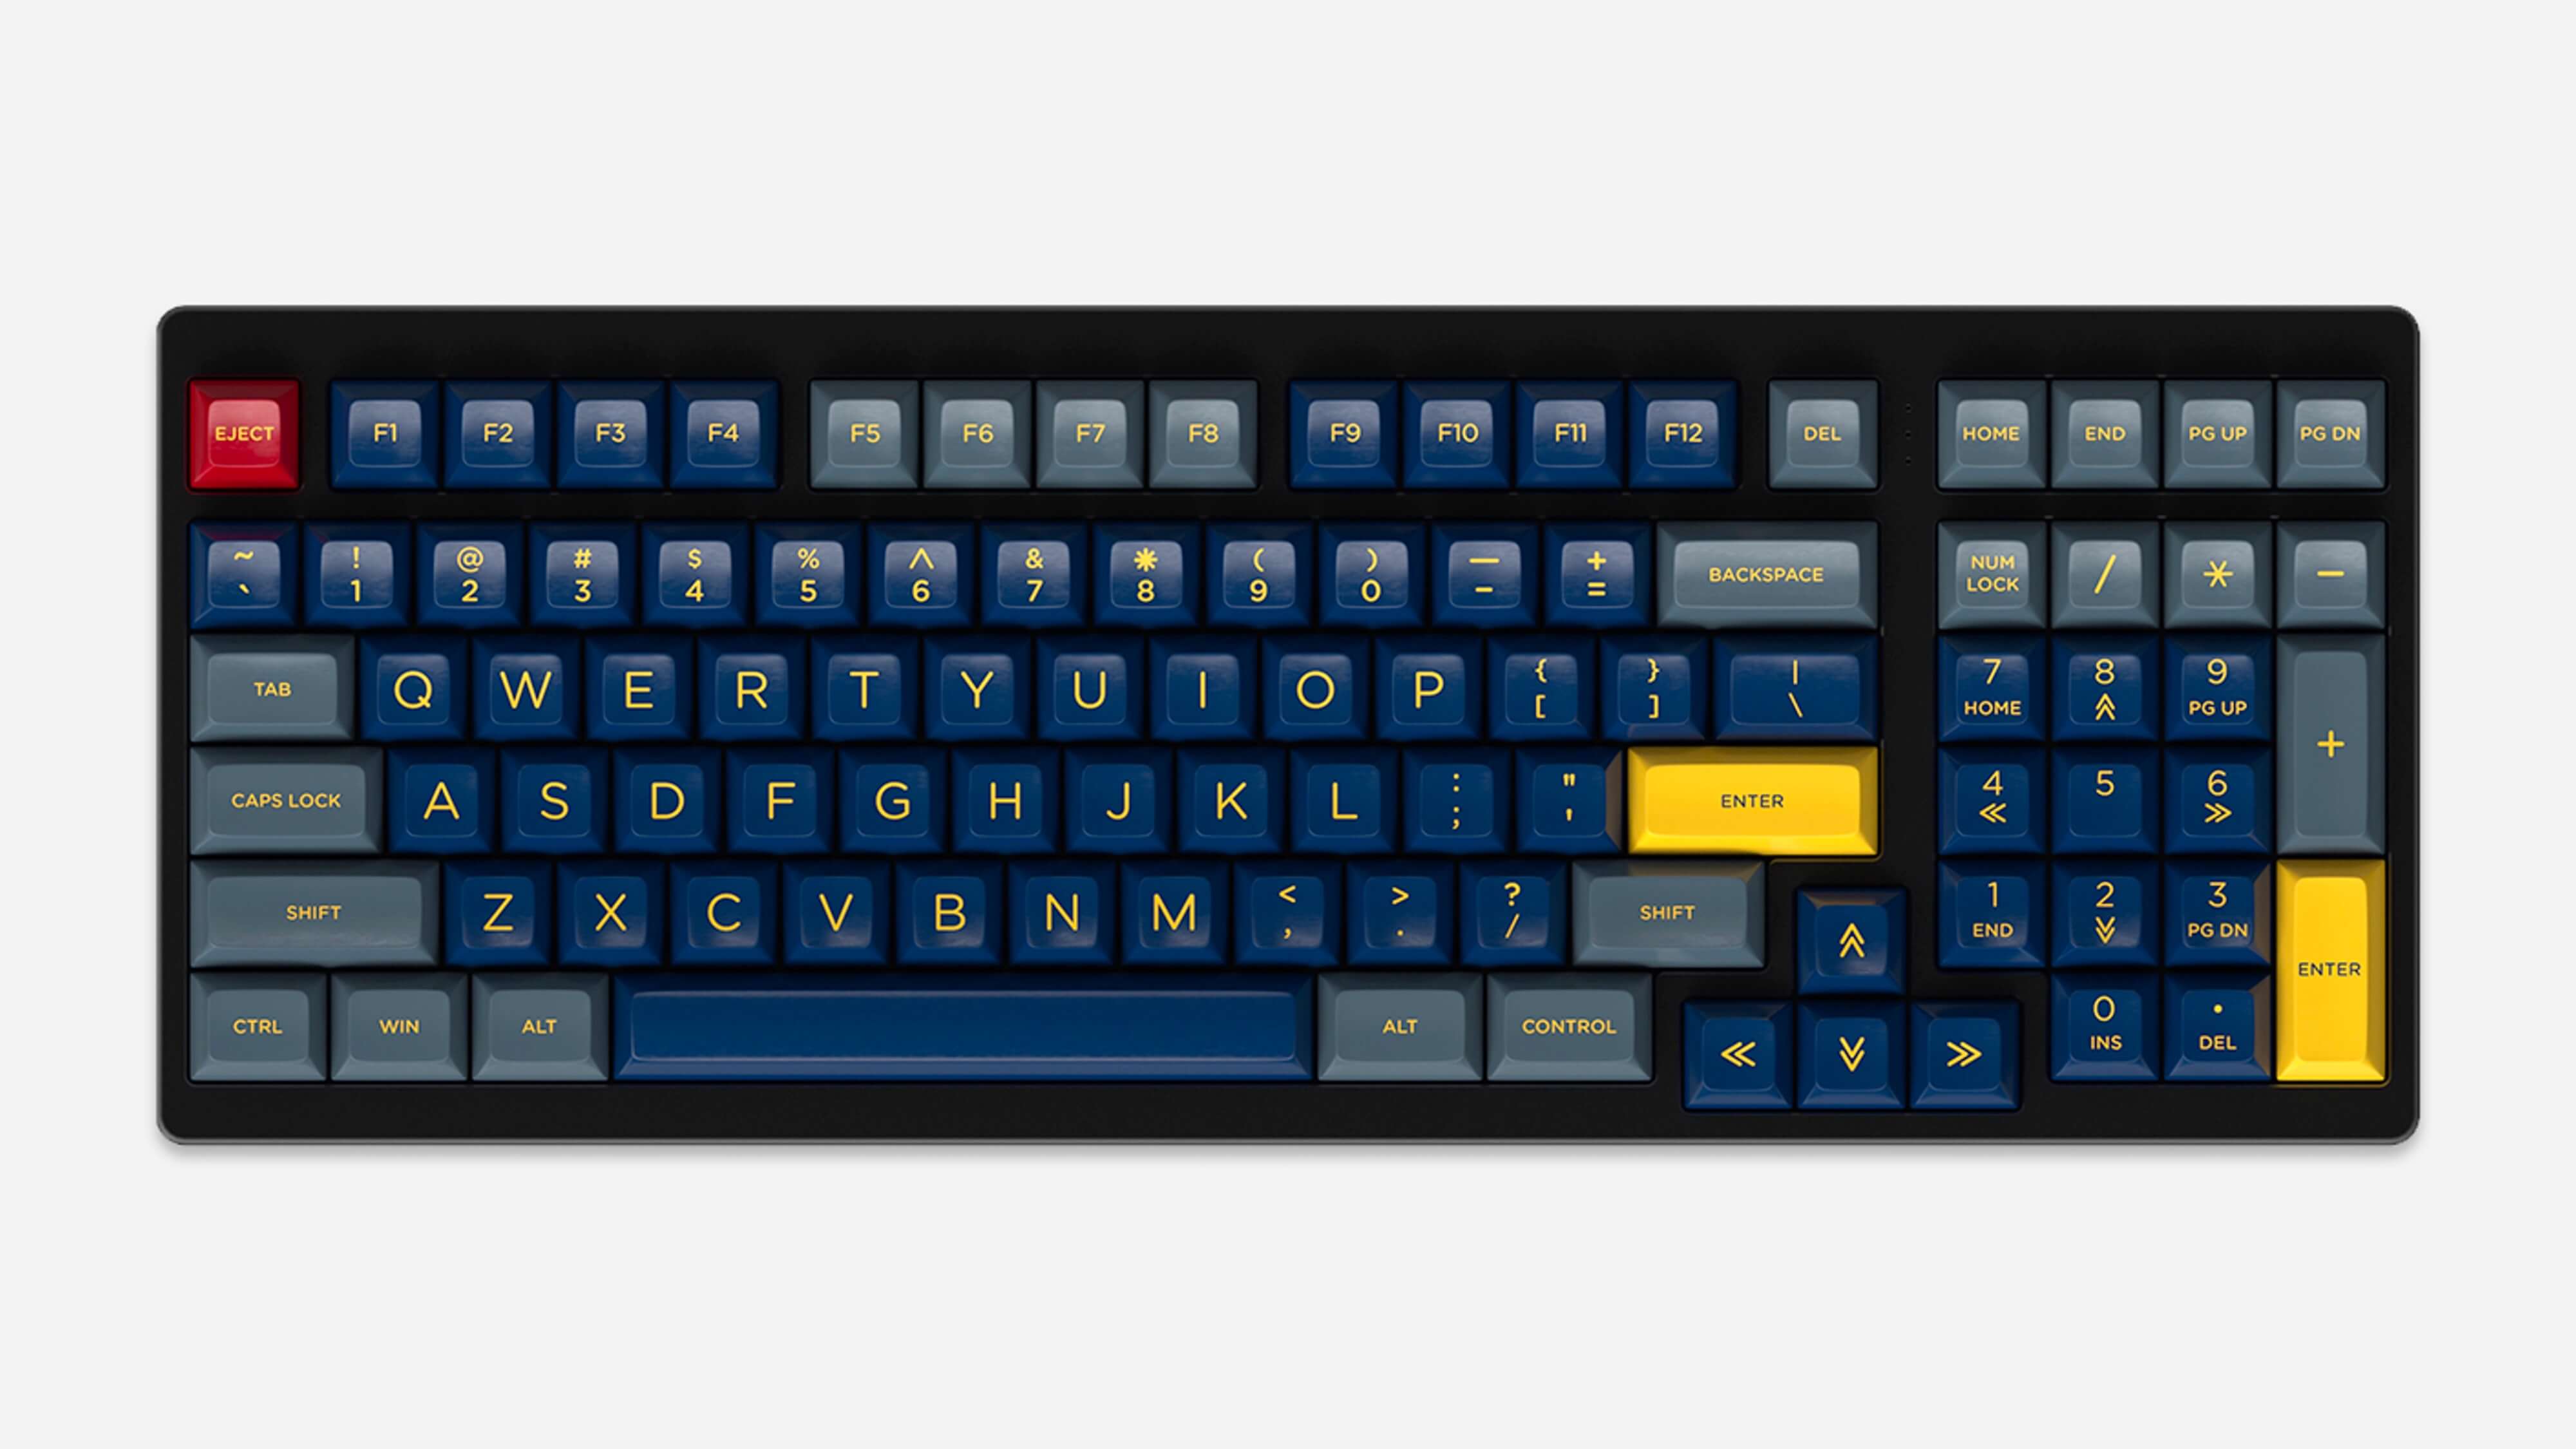 EJECT F1 F2 F3 F4 F5 F6 F7 F8 F9 F10 F11 F12 DEL HOME END PG UP PG DN
~ ! @ # $ % ^ & * ( ) — +
` 1 2 3 4 5 6 7 8 9 0 - = BACKSPACE NUM LOCK / * -
TAB Q W E R T Y U I O P { } | 7 8 9
[ ] \ HOME PG UP
+
CAPS LOCK A S D F G H J K L : " ENTER 4 5 6
; ' « »
SHIFT Z X C V B N M < > ? SHIFT 1 2 3
, . / END PG DN
ENTER
CTRL WIN ALT ALT CONTROL « » 0 .
INS DEL